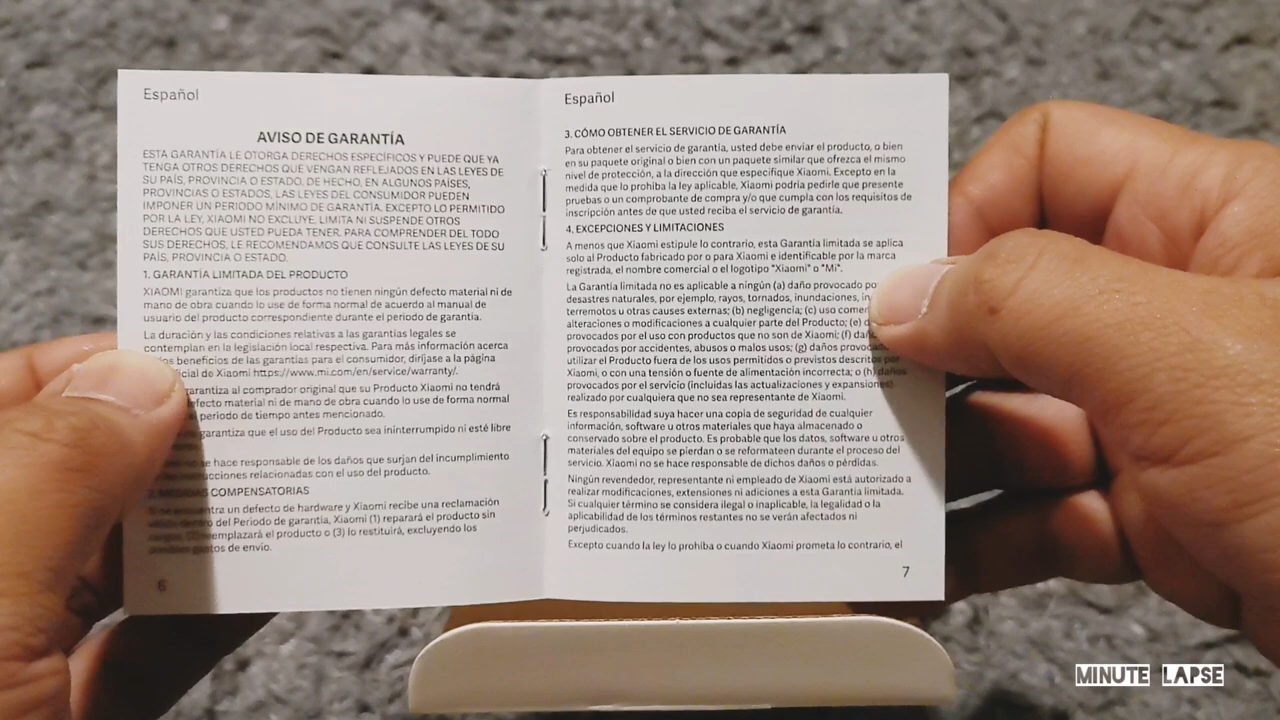 Español
AVISO DE GARANTÍA
ESTA GARANTÍA LE OTORGA DERECHOS ESPECÍFICOS Y PUEDE QUE YA
TENGA OTROS DERECHOS QUE VENGAN REFLEJADOS EN LAS LEYES DE
SU PAÍS, PROVINCIA O ESTADO. DE HECHO, EN ALGUNOS PAÍSES,
PROVINCIAS O ESTADOS, LAS LEYES DEL CONSUMIDOR PUEDEN
IMPONER UN PERIODO MÍNIMO DE GARANTÍA. EXCEPTO LO PERMITIDO
POR LA LEY, XIAOMI NO EXCLUYE, LIMITA NI SUSPENDE OTROS
DERECHOS QUE USTED PUEDA TENER. PARA COMPRENDER DEL TODO
SUS DERECHOS, LE RECOMENDAMOS QUE CONSULTE LAS LEYES DE SU
PAÍS, PROVINCIA O ESTADO.
1. GARANTÍA LIMITADA DEL PRODUCTO
XIAOMI garantiza que los productos no tienen ningún defecto material ni de
mano de obra cuando lo use de forma normal de acuerdo al manual de
usuario del producto correspondiente durante el periodo de garantía.
La duración y las condiciones relativas a las garantías legales se
contemplan en la legislación local respectiva. Para más información acerca
los beneficios de las garantías para el consumidor, diríjase a la página
cial de Xiaomi https://www.mi.com/en/service/warranty/.
garantiza al comprador original que su Producto Xiaomi no tendrá
efecto material ni de mano de obra cuando lo use de forma normal
periodo de tiempo antes mencionado.
garantiza que el uso del Producto sea ininterrumpido ni esté libre
no se hace responsable de los daños que surjan del incumplimiento
instrucciones relacionadas con el uso del producto.
2. MEDIDAS COMPENSATORIAS
Si se encuentra un defecto de hardware y Xiaomi recibe una reclamación
válida dentro del Periodo de garantía, Xiaomi (1) reparará el producto sin
cargos, (2) reemplazará el producto o (3) lo restituirá, excluyendo los
posibles gastos de envío.
6
Español
3. CÓMO OBTENER EL SERVICIO DE GARANTÍA
Para obtener el servicio de garantía, usted debe enviar el producto, o bien
en su paquete original o bien con un paquete similar que ofrezca el mismo
nivel de protección, a la dirección que especifique Xiaomi. Excepto en la
medida que lo prohíba la ley aplicable, Xiaomi podría pedirle que presente
pruebas o un comprobante de compra y/o que cumpla con los requisitos de
inscripción antes de que usted reciba el servicio de garantía.
4. EXCEPCIONES Y LIMITACIONES
A menos que Xiaomi estipule lo contrario, esta Garantía limitada se aplica
solo al Producto fabricado por o para Xiaomi e identificable por la marca
registrada, el nombre comercial o el logotipo "Xiaomi" o "Mi".
La Garantía limitada no es aplicable a ningún (a) daño provocado po
desastres naturales, por ejemplo, rayos, tornados, inundaciones, in
terremotos u otras causas externas; (b) negligencia; (c) uso comer
alteraciones o modificaciones a cualquier parte del Producto; (e) d
provocados por el uso con productos que no son de Xiaomi; (f) dañ
provocados por accidentes, abusos o malos usos; (g) daños provocado
utilizar el Producto fuera de los usos permitidos o previstos descritos por
Xiaomi, o con una tensión o fuente de alimentación incorrecta; o (h) daños
provocados por el servicio (incluidas las actualizaciones y expansiones)
realizado por cualquiera que no sea representante de Xiaomi.
Es responsabilidad suya hacer una copia de seguridad de cualquier
información, software u otros materiales que haya almacenado o
conservado sobre el producto. Es probable que los datos, software u otros
materiales del equipo se pierdan o se reformateen durante el proceso del
servicio. Xiaomi no se hace responsable de dichos daños o pérdidas.
Ningún revendedor, representante ni empleado de Xiaomi está autorizado a
realizar modificaciones, extensiones ni adiciones a esta Garantía limitada.
Si cualquier término se considera ilegal o inaplicable, la legalidad o la
aplicabilidad de los términos restantes no se verán afectados ni
perjudicados.
Excepto cuando la ley lo prohíba o cuando Xiaomi prometa lo contrario, el
7
MINUTE LAPSE